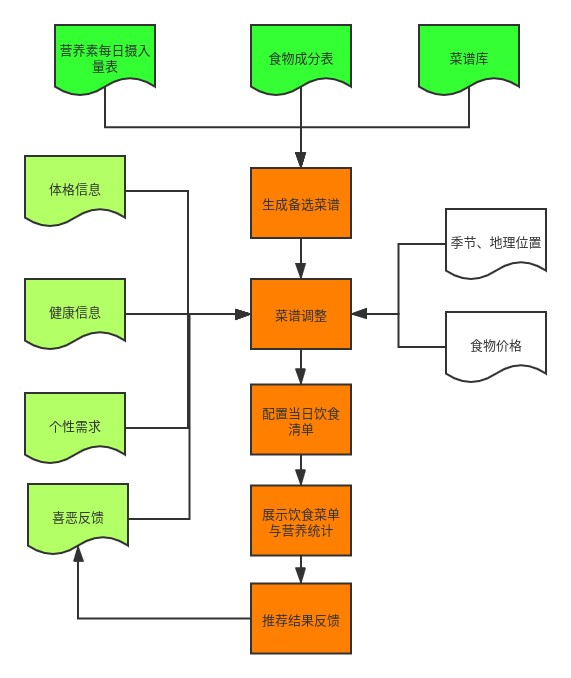 营养素每日摄入
量表
食物成分表
菜谱库
体格信息
生成备选菜谱
季节、地理位置
健康信息
菜谱调整
食物价格
个性需求
配置当日饮食
清单
喜恶反馈
展示饮食菜单
与营养统计
推荐结果反馈